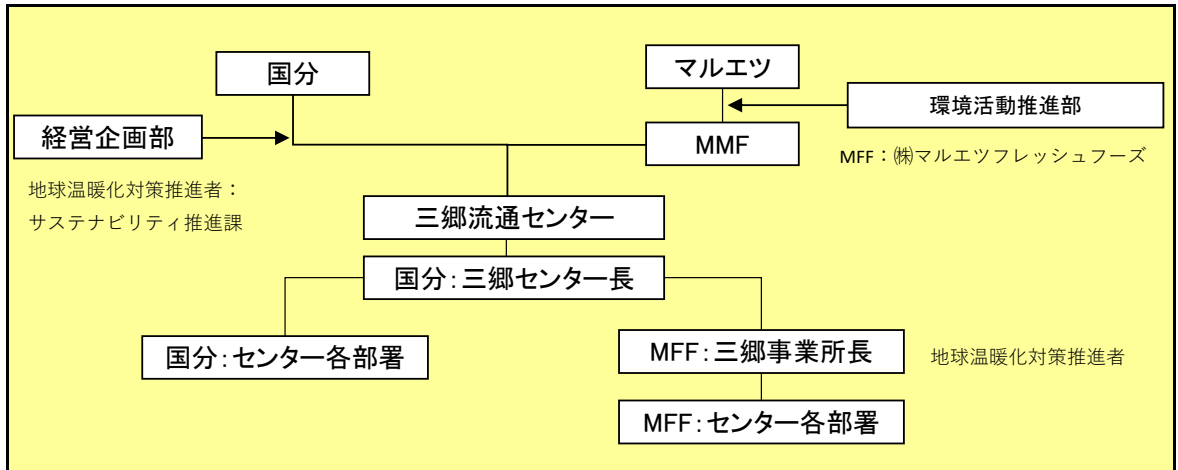 国分
マルエツ
環境活動推進部
経営企画部
MMF
MFF：㈱マルエツフレッシュフーズ
地球温暖化対策推進者：
サステナビリティ推進課
三郷流通センター
国分：三郷センター長
国分：センター各部署
MFF：三郷事業所長
地球温暖化対策推進者
MFF：センター各部署